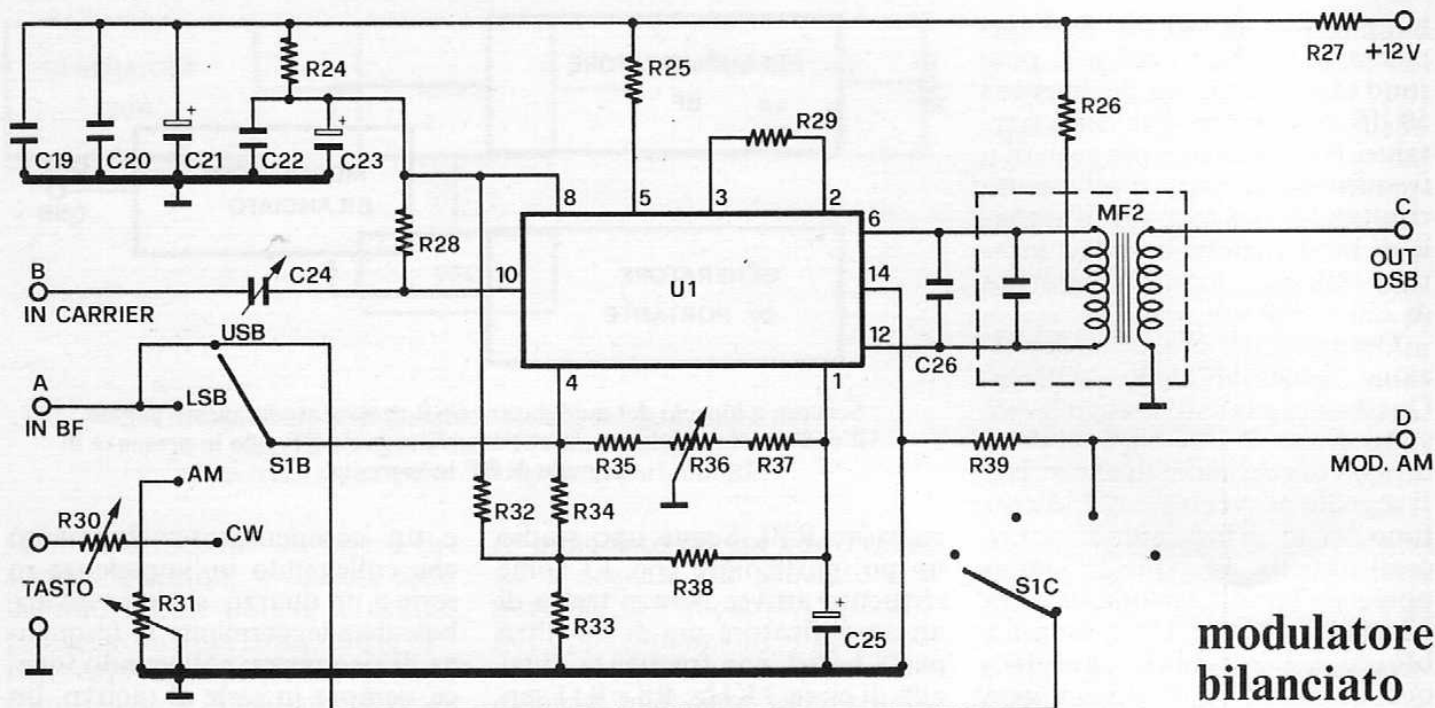 R24
R25
R27
+12V
R26
R29
C19
C20
+
C21
C22
+
C23
8
5
3
2
6
MF2
C
R28
OUT
DSB
B
IN CARRIER
C24
10
U1
14
12
C26
USB
A
IN BF
LSB
S1B
4
1
D
MOD. AM
R35
R36
R37
R39
AM
R30
CW
R32
R34
TASTO
R31
R38
R33
+
C25
S1C
modulatore
bilanciato